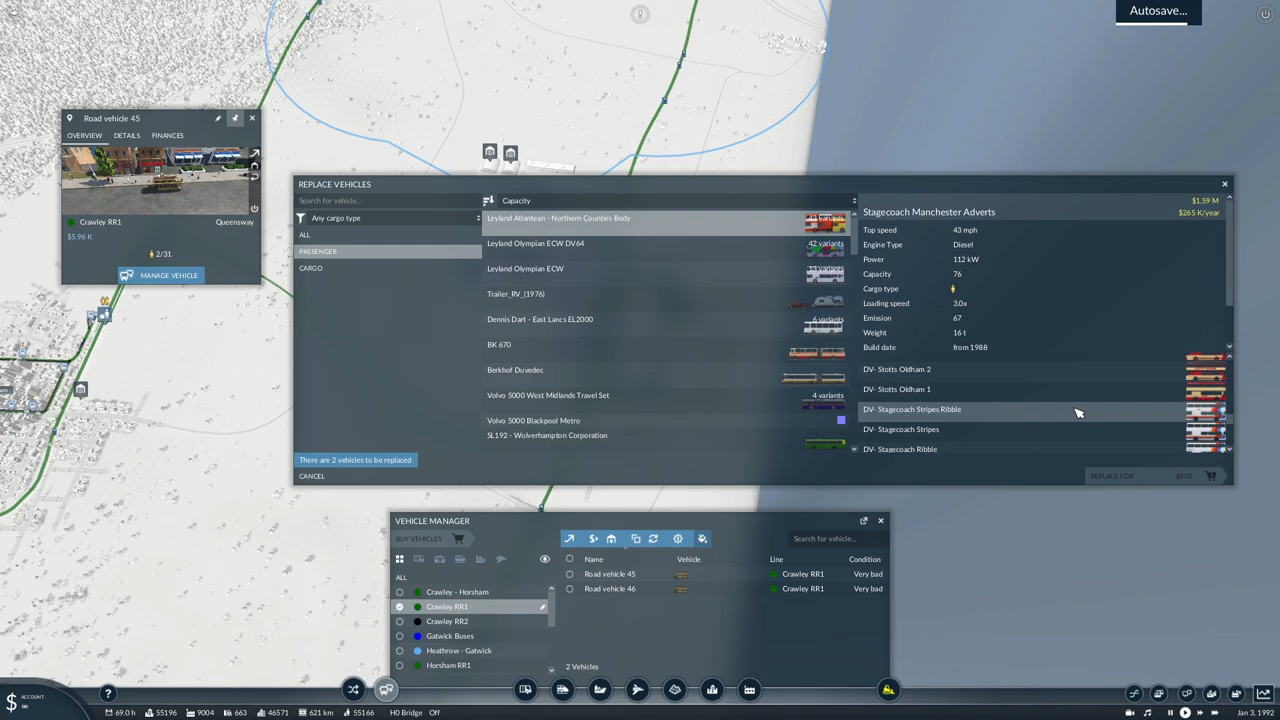 Autosave...
Road vehicle 45
OVERVIEW DETAILS FINANCES
Crawley RR1 Queensway
$5.96 K
2/31
MANAGE VEHICLE
REPLACE VEHICLES
Search for vehicle...
Any cargo type
ALL
PASSENGER
CARGO
Capacity
Leyland Atlantean - Northern Counties Body variants
Leyland Olympian ECW DV64 42 variants
Leyland Olympian ECW variants
Trailer_RV_(1976)
Dennis Dart - East Lancs EL2000 6 variants
BK 670
Berkhof Duvedec
Volvo 5000 West Midlands Travel Set 4 variants
Volvo 5000 Blackpool Metro
SL192 - Wolverhampton Corporation
There are 2 vehicles to be replaced
CANCEL
$1.59 M
Stagecoach Manchester Adverts $265 K/year
Top speed 43 mph
Engine Type Diesel
Power 112 kW
Capacity 76
Cargo type
Loading speed 3.0x
Emission 67
Weight 16 t
Build date from 1988
DV- Stotts Oldham 2
DV- Stotts Oldham 1
DV- Stagecoach Stripes Ribble
DV- Stagecoach Stripes
DV- Stagecoach Ribble
REPLACE FOR $0.00
VEHICLE MANAGER
BUY VEHICLES
Search for vehicle...
Name Vehicle Line Condition
Road vehicle 45 Crawley RR1 Very bad
Road vehicle 46 Crawley RR1 Very bad
ALL
Crawley - Horsham
Crawley RR1
Crawley RR2
Gatwick Buses
Heathrow - Gatwick
Horsham RR1
2 Vehicles
$ ACCOUNT
∞
?
69.0 h 55196 9004 663 46571 621 km 55166 H0 Bridge Off
Jan 3, 1992